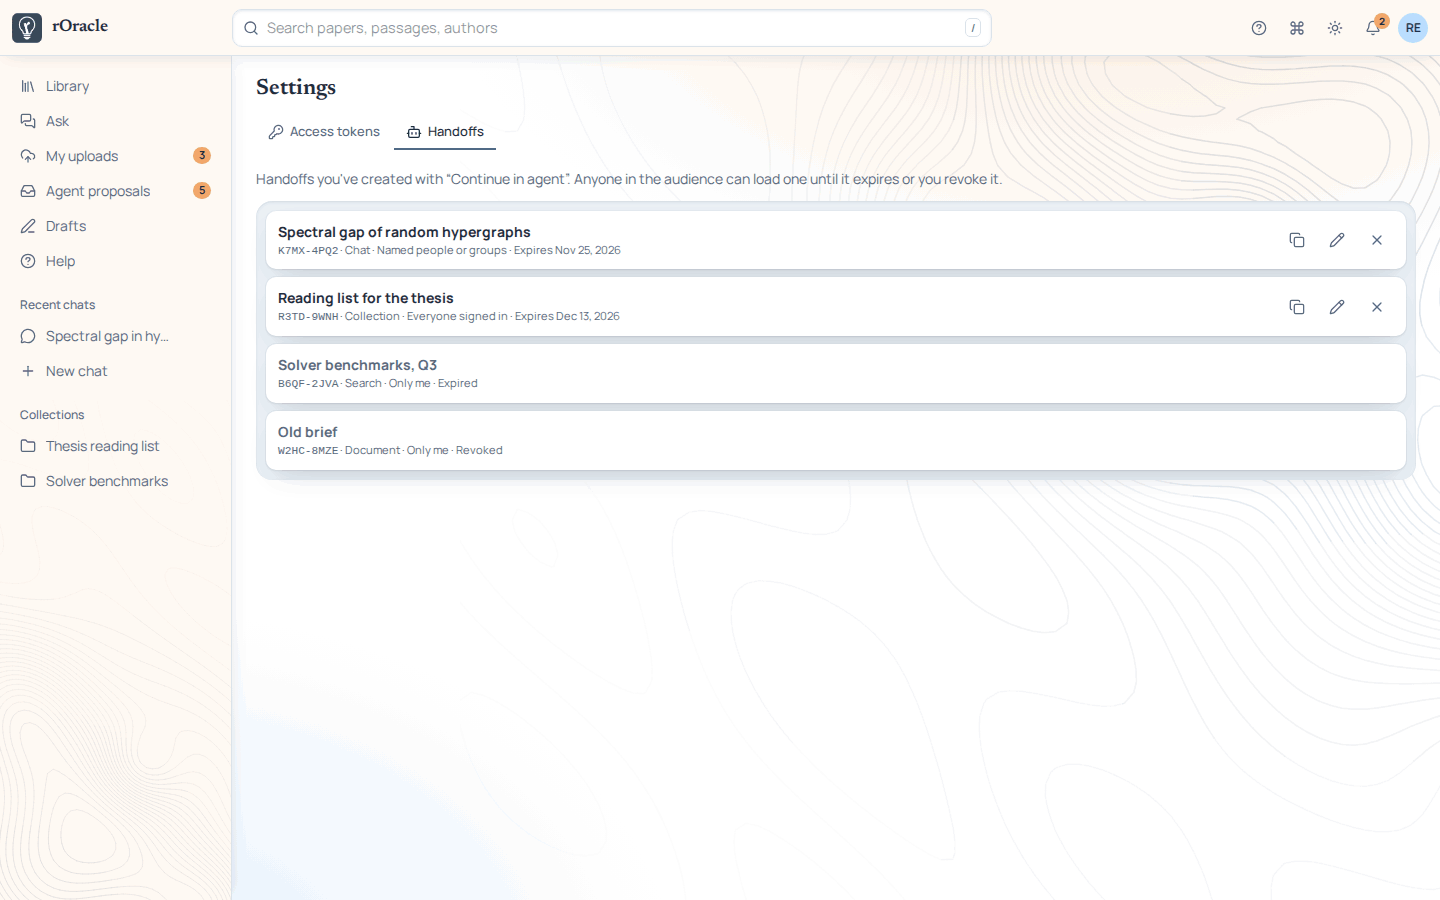 rOracle
Search papers, passages, authors
/
2
RE
Library
Ask
My uploads
3
Agent proposals
5
Drafts
Help
Recent chats
Spectral gap in hy...
New chat
Collections
Thesis reading list
Solver benchmarks
Settings
Access tokens
Handoffs
Handoffs you've created with “Continue in agent”. Anyone in the audience can load one until it expires or you revoke it.
Spectral gap of random hypergraphs
K7MX-4PQ2 · Chat · Named people or groups · Expires Nov 25, 2026
Reading list for the thesis
R3TD-9WNH · Collection · Everyone signed in · Expires Dec 13, 2026
Solver benchmarks, Q3
B6QF-2JVA · Search · Only me · Expired
Old brief
W2HC-8MZE · Document · Only me · Revoked